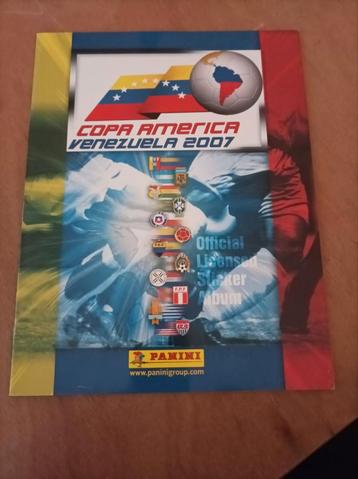 COPA AMERICA
VENEZUELA 2007
Official
Licensed
Sticker
Album
PANINI
www.paninigroup.com